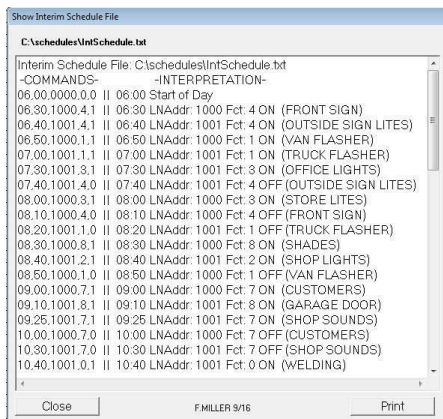 Show Interim Schedule File
C:\schedules\IntSchedule.txt
Interim Schedule File: C:\schedules\IntSchedule.txt
-COMMANDS- -INTERPRETATION-
06,00,0000,0,0 || 06:00 Start of Day
06,30,1000,4,1 || 06:30 LNAddr: 1000 Fct: 4 ON (FRONT SIGN)
06,40,1001,4,1 || 06:40 LNAddr: 1001 Fct: 4 ON (OUTSIDE SIGN LITES)
06,50,1000,1,1 || 06:50 LNAddr: 1000 Fct: 1 ON (VAN FLASHER)
07,00,1001,1,1 || 07:00 LNAddr: 1001 Fct: 1 ON (TRUCK FLASHER)
07,30,1001,3,1 || 07:30 LNAddr: 1001 Fct: 3 ON (OFFICE LIGHTS)
07,40,1001,4,0 || 07:40 LNAddr: 1001 Fct: 4 OFF (OUTSIDE SIGN LITES)
08,00,1000,3,1 || 08:00 LNAddr: 1000 Fct: 3 ON (STORE LITES)
08,10,1000,4,0 || 08:10 LNAddr: 1000 Fct: 4 OFF (FRONT SIGN)
08,20,1001,1,0 || 08:20 LNAddr: 1001 Fct: 1 OFF (TRUCK FLASHER)
08,30,1000,8,1 || 08:30 LNAddr: 1000 Fct: 8 ON (SHADES)
08,40,1001,2,1 || 08:40 LNAddr: 1001 Fct: 2 ON (SHOP LIGHTS)
08,50,1000,1,0 || 08:50 LNAddr: 1000 Fct: 1 OFF (VAN FLASHER)
09,00,1000,7,1 || 09:00 LNAddr: 1000 Fct: 7 ON (CUSTOMERS)
09,10,1001,8,1 || 09:10 LNAddr: 1001 Fct: 8 ON (GARAGE DOOR)
09,25,1001,7,1 || 09:25 LNAddr: 1001 Fct: 7 ON (SHOP SOUNDS)
10,00,1000,7,0 || 10:00 LNAddr: 1000 Fct: 7 OFF (CUSTOMERS)
10,30,1001,7,0 || 10:30 LNAddr: 1001 Fct: 7 OFF (SHOP SOUNDS)
10,40,1001,0,1 || 10:40 LNAddr: 1001 Fct: 0 ON (WELDING)
Close F.MILLER 9/16 Print